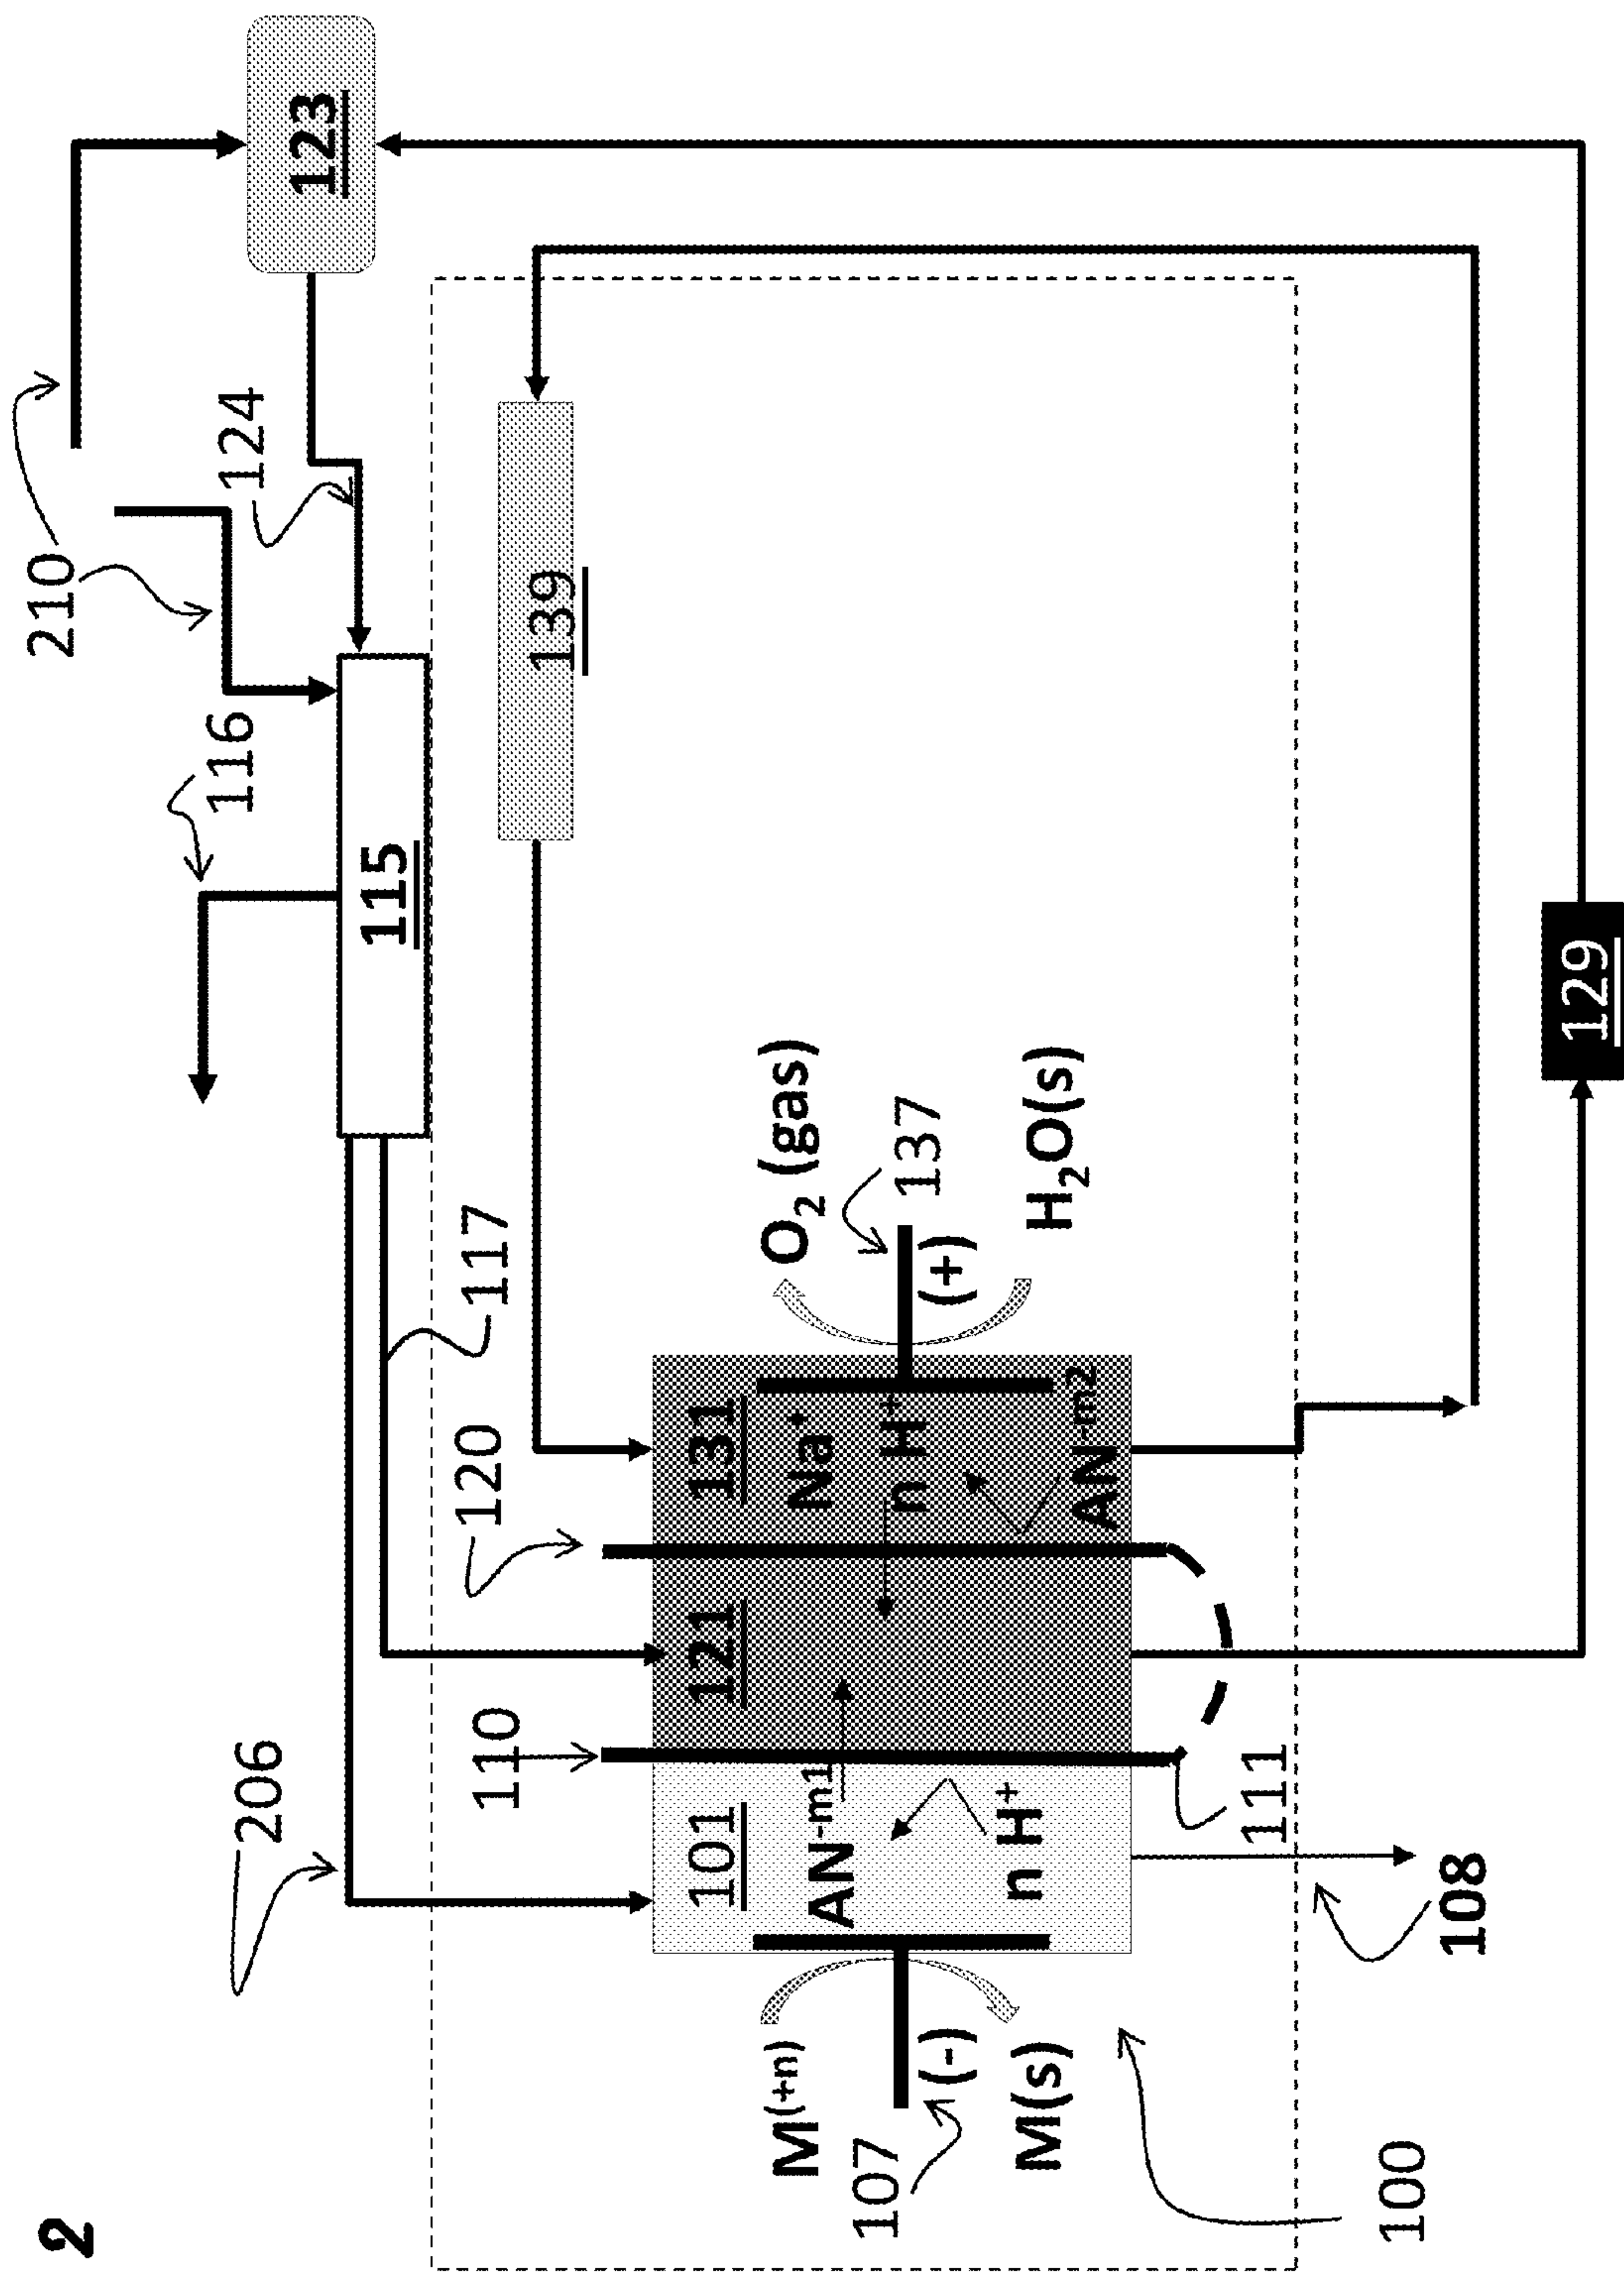 2
206
110
120
117
116
210
124
123
115
139
101
121
131
AN-m1
n H+
Na+
n H+
AN-m2
M(+n)
107
(-)
M(s)
O2 (gas)
137
(+)
H2O(s)
100
108
111
129